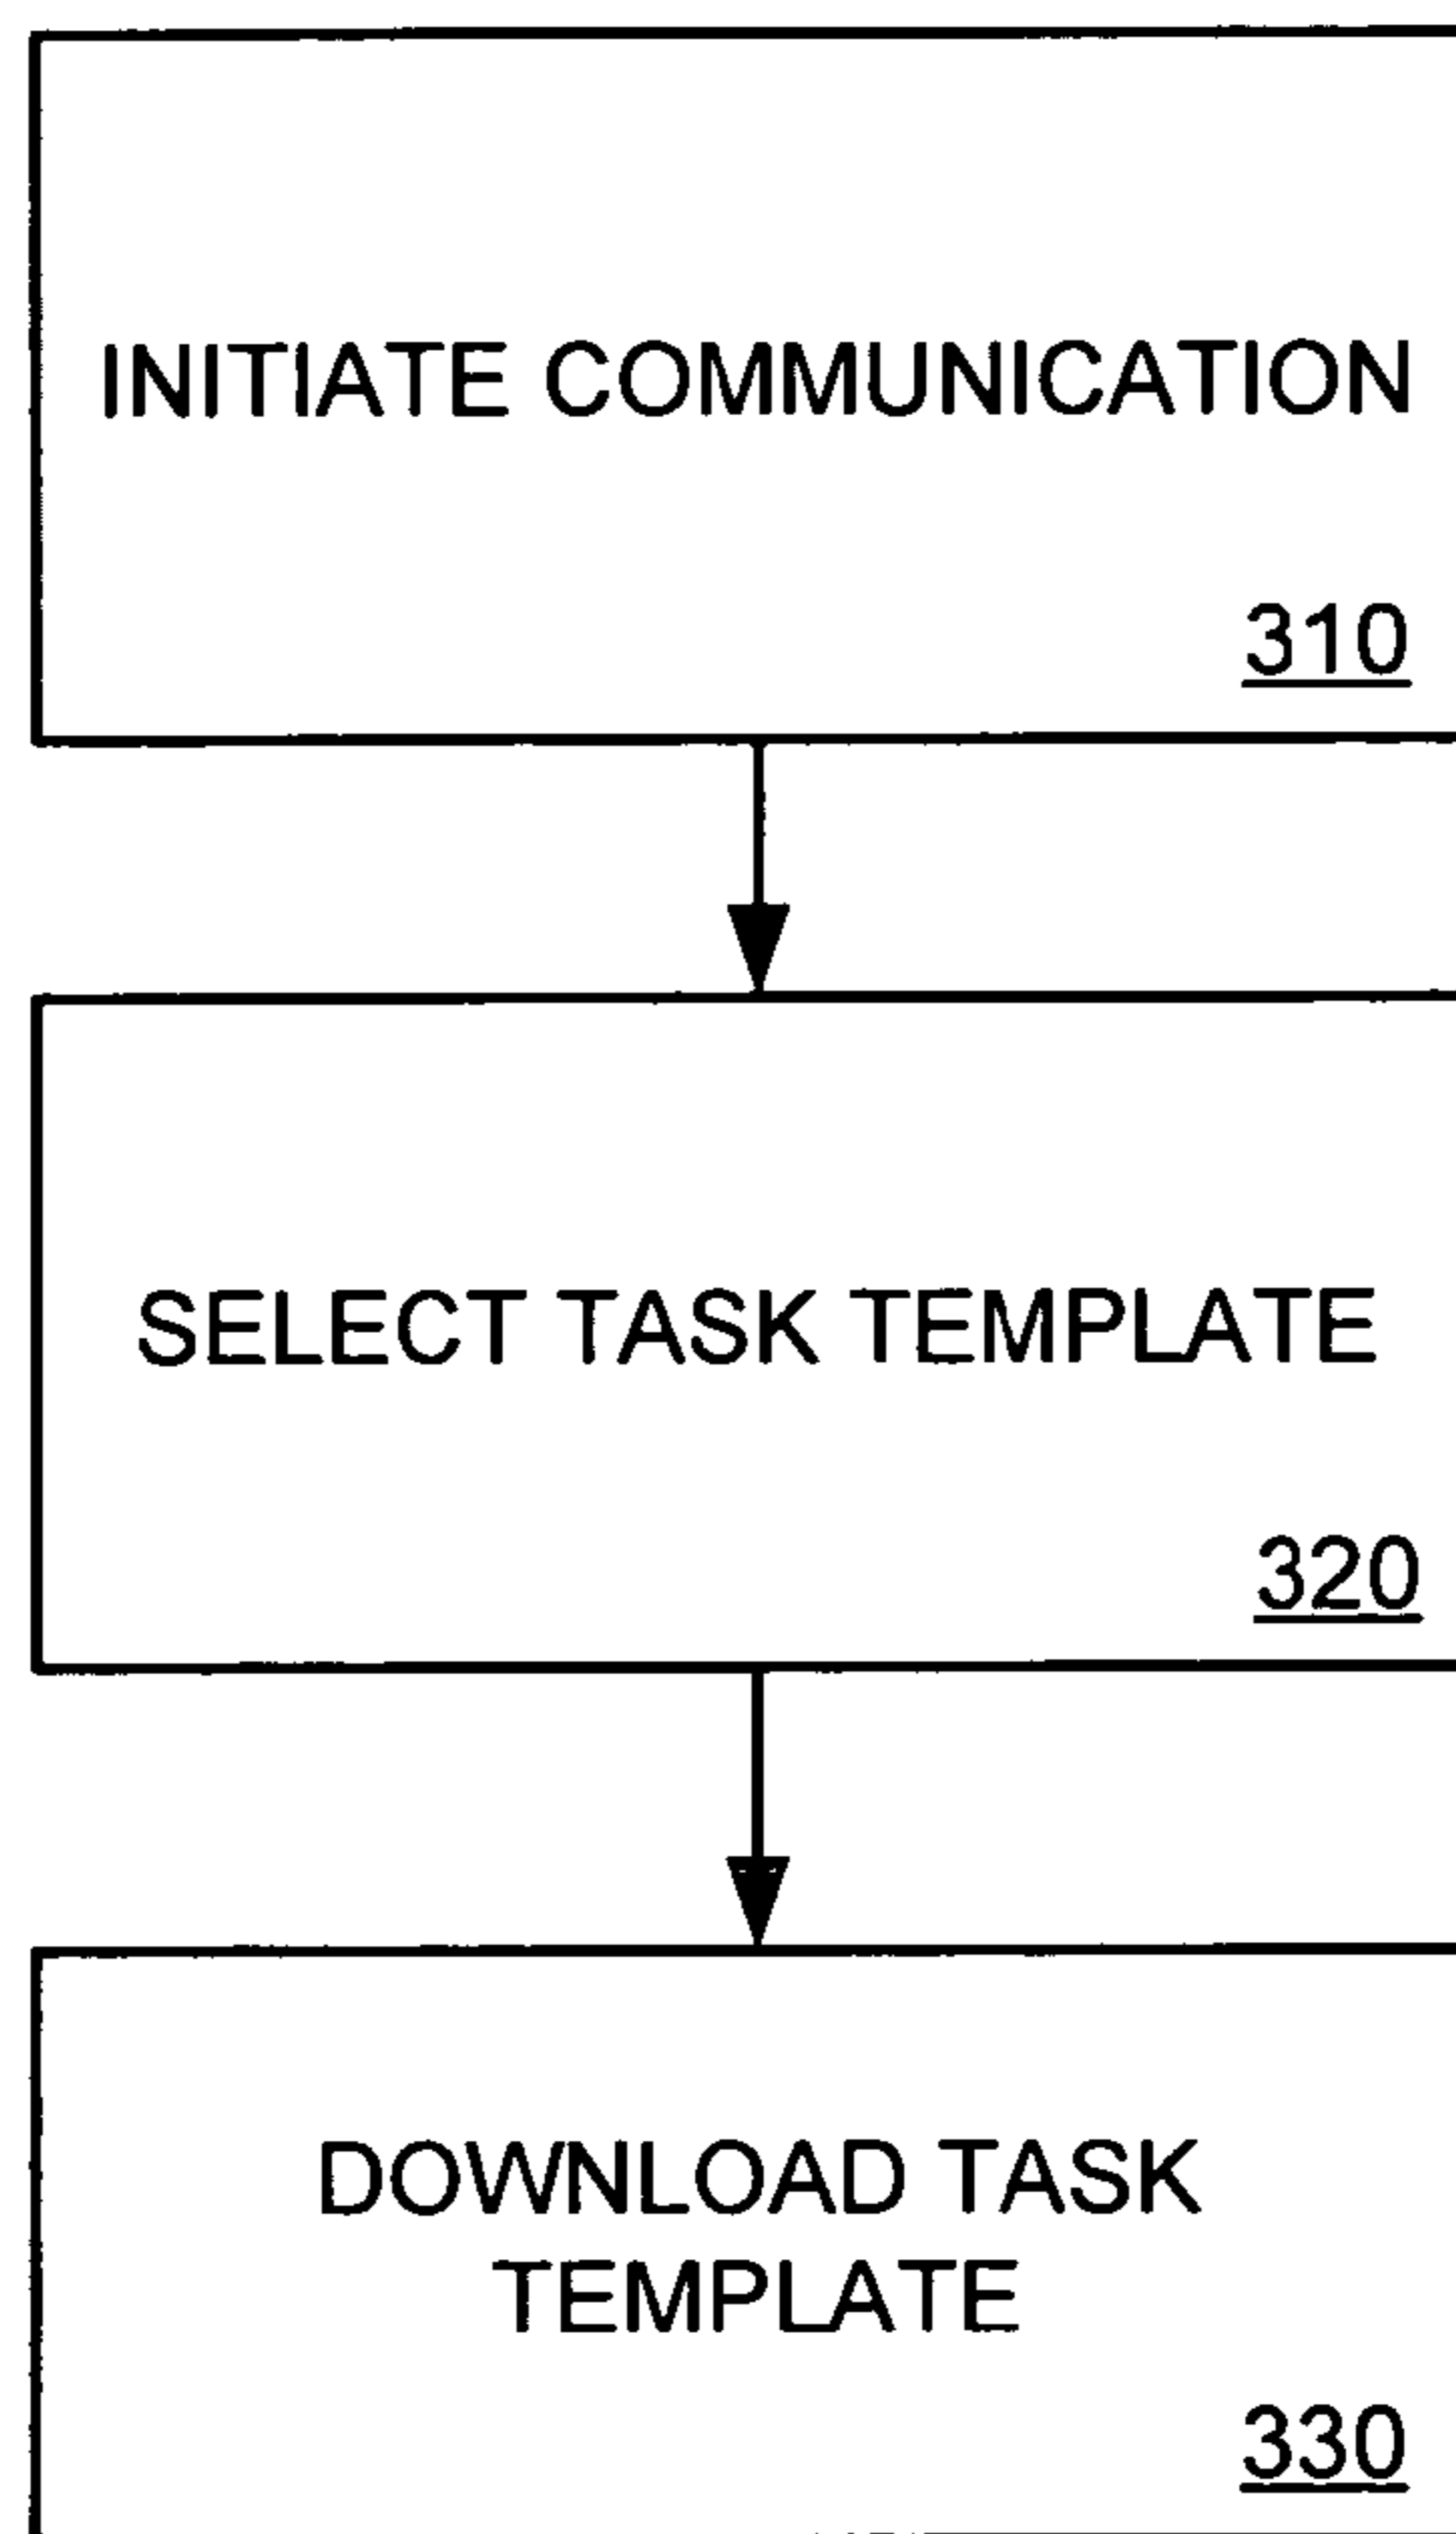 INITIATE COMMUNICATION
310
SELECT TASK TEMPLATE
320
DOWNLOAD TASK
TEMPLATE
330